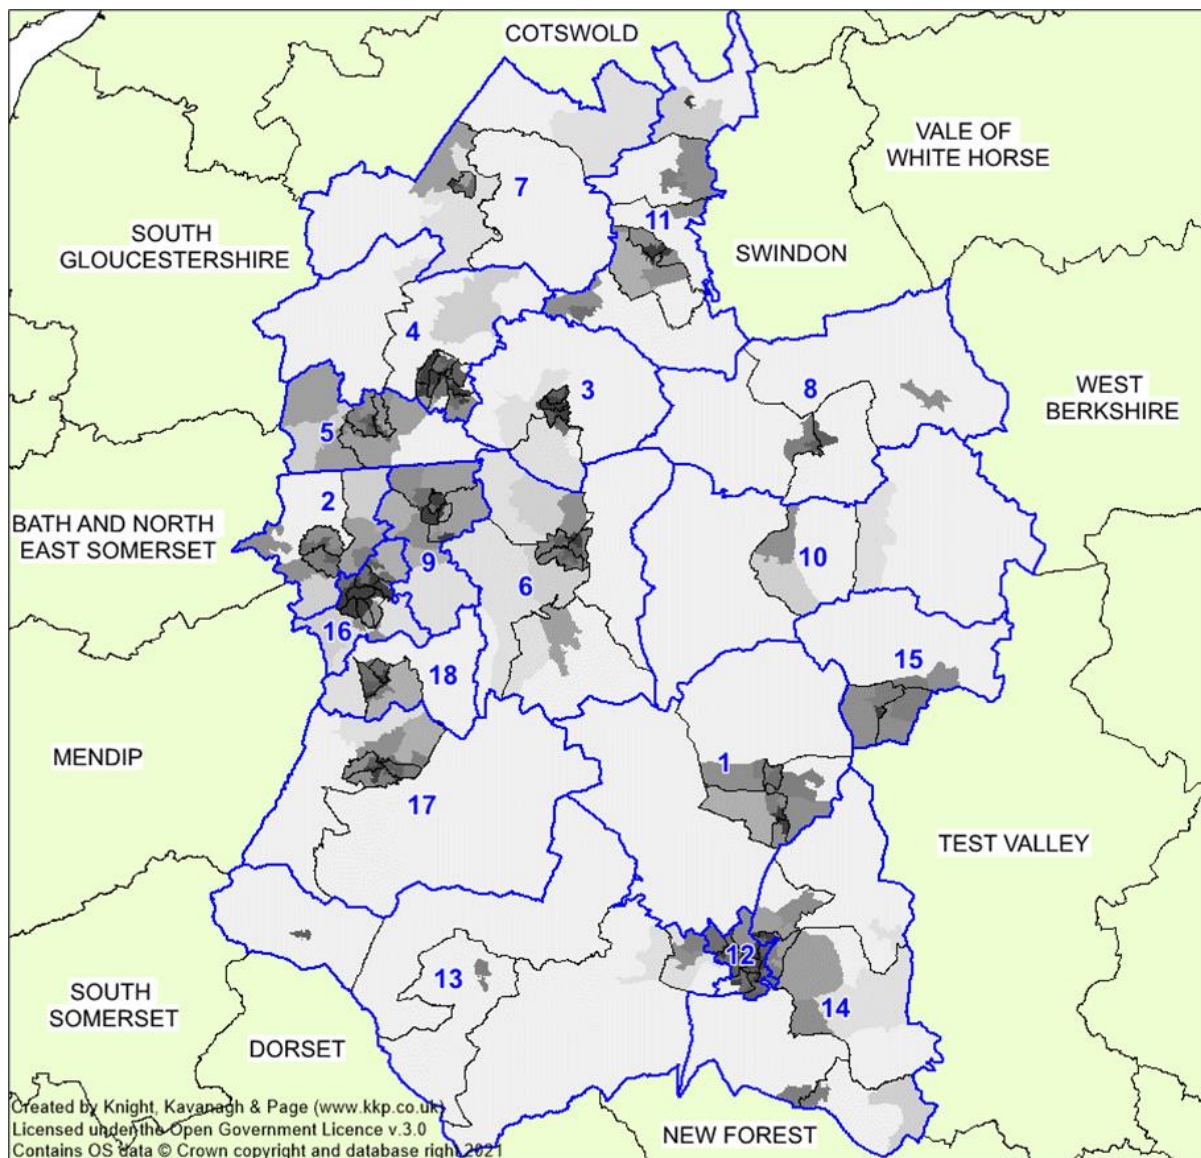 COTSWOLD
VALE OF
WHITE HORSE
7
SOUTH
GLOUCESTERSHIRE
11
SWINDON
4
3
8
WEST
BERKSHIRE
5
2
BATH AND NORTH
EAST SOMERSET
9
10
6
16
15
18
MENDIP
1
17
TEST VALLEY
12
13
SOUTH
SOMERSET
14
DORSET
Created by Knight, Kavanagh & Page (www.kkp.co.uk)
Licensed under the Open Government Licence v.3.0
NEW FOREST
Contains OS data © Crown copyright and database right 2021